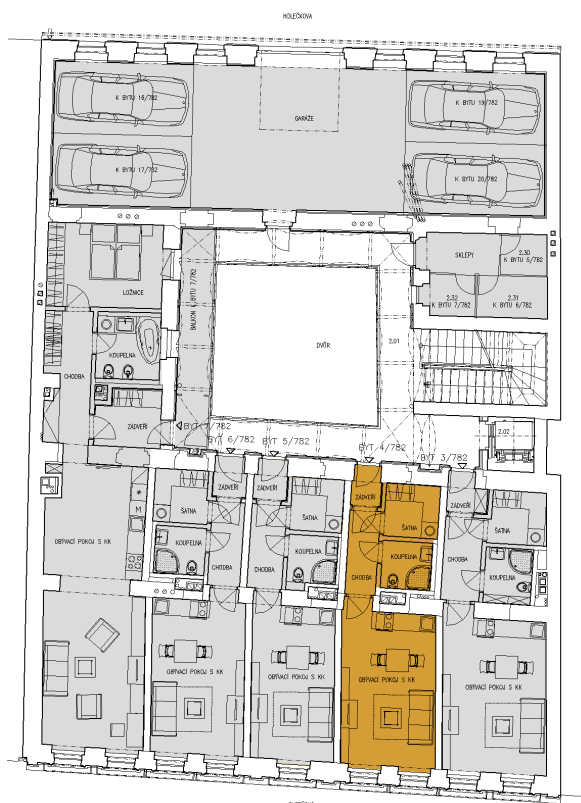 HOLEČKOVA
K BYTU 16/782
K BYTU 19/782
GARÁŽE
K BYTU 17/782
K BYTU 20/782
SKLEPY
2.30
K BYTU 5/782
LOŽNICE
BALKON K BYTU 7/782
2.32
K BYTU 7/782
2.31
K BYTU 6/782
DVŮR
2.01
KOUPELNA
CHODBA
ZÁDVEŘÍ
BYT 7/782
BYT 6/782
BYT 5/782
BYT 4/782
BYT 3/782
2.02
ZÁDVEŘÍ
ZÁDVEŘÍ
ZÁDVEŘÍ
ZÁDVEŘÍ
M
ŠATNA
ŠATNA
ŠATNA
ŠATNA
OBÝVACÍ POKOJ S KK
KOUPELNA
KOUPELNA
KOUPELNA
KOUPELNA
CHODBA
CHODBA
CHODBA
CHODBA
OBÝVACÍ POKOJ S KK
OBÝVACÍ POKOJ S KK
OBÝVACÍ POKOJ S KK
OBÝVACÍ POKOJ S KK